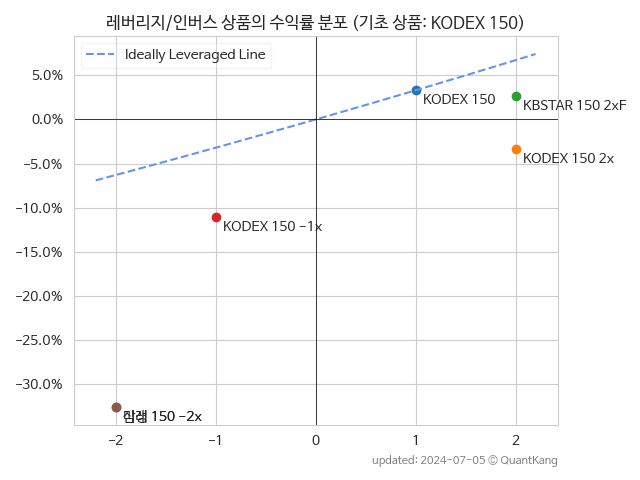 레버리지/인버스 상품의 수익률 분포 (기초 상품: KODEX 150)
Ideally Leveraged Line
5.0%
0.0%
−5.0%
−10.0%
−15.0%
−20.0%
−25.0%
−30.0%
KODEX 150
KBSTAR 150 2xF
KODEX 150 2x
KODEX 150 −1x
150 −2x
−2
−1
0
1
2
updated: 2024-07-05 © QuantKang